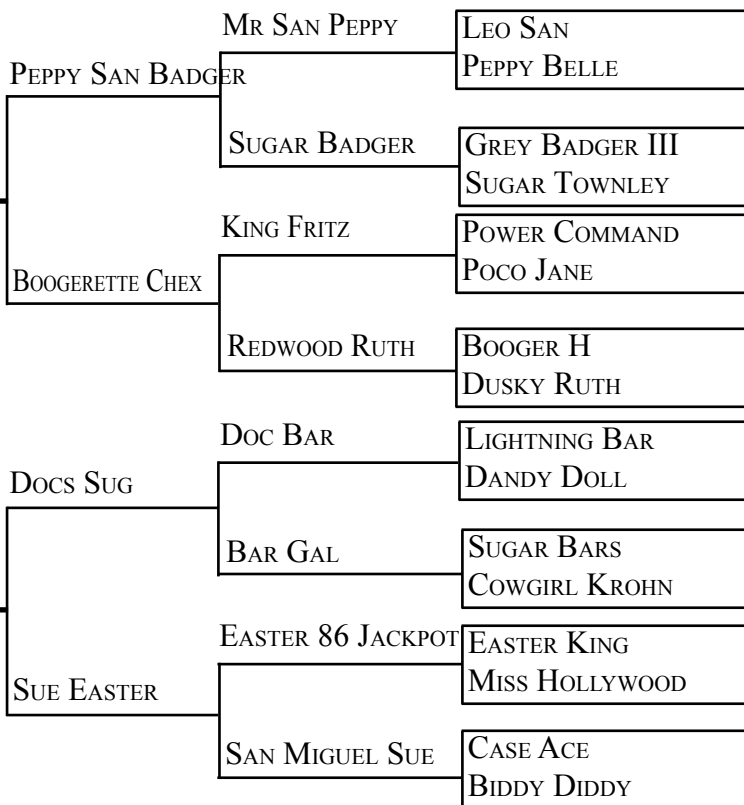 Mr San Peppy
Leo San
Peppy Belle
Peppy San Badger
Sugar Badger
Grey Badger III
Sugar Townley
King Fritz
Power Command
Poco Jane
Boogerette Chex
Redwood Ruth
Booger H
Dusky Ruth
Doc Bar
Lightning Bar
Dandy Doll
Docs Sug
Bar Gal
Sugar Bars
Cowgirl Krohn
Easter 86 Jackpot
Easter King
Miss Hollywood
Sue Easter
San Miguel Sue
Case Ace
Biddy Diddy